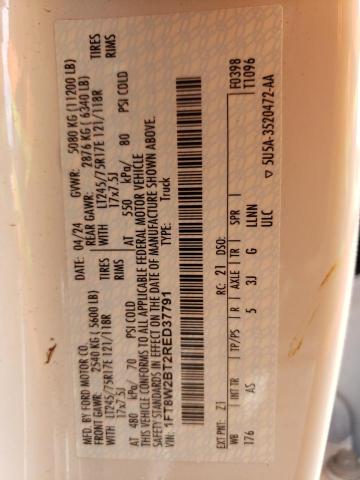 MFD. BY FORD MOTOR CO.
DATE: 04/24 GVWR: 5080 KG (11200 LB)
FRONT GAWR: 2540 KG (5600 LB) REAR GAWR: 2876 KG (6340 LB)
WITH LT245/75R17E 121/118R WITH LT245/75R17E 121/118R TIRES
17x7.5J 17x7.5J RIMS
AT 480 kPa/ 70 PSI COLD AT 550 kPa/ 80 PSI COLD
THIS VEHICLE CONFORMS TO ALL APPLICABLE FEDERAL MOTOR VEHICLE
SAFETY STANDARDS IN EFFECT ON THE DATE OF MANUFACTURE SHOWN ABOVE.
VIN: 1FT8W2BT2RED37791 TYPE: Truck
F0398
T1096
EXT PNT: Z1 RC: 21 DSO:
WB INT TR TP/PS R AXLE TR SPR
176 AS 5 3J G LLNN
ULC
▽ 5U5A-3520472-AA